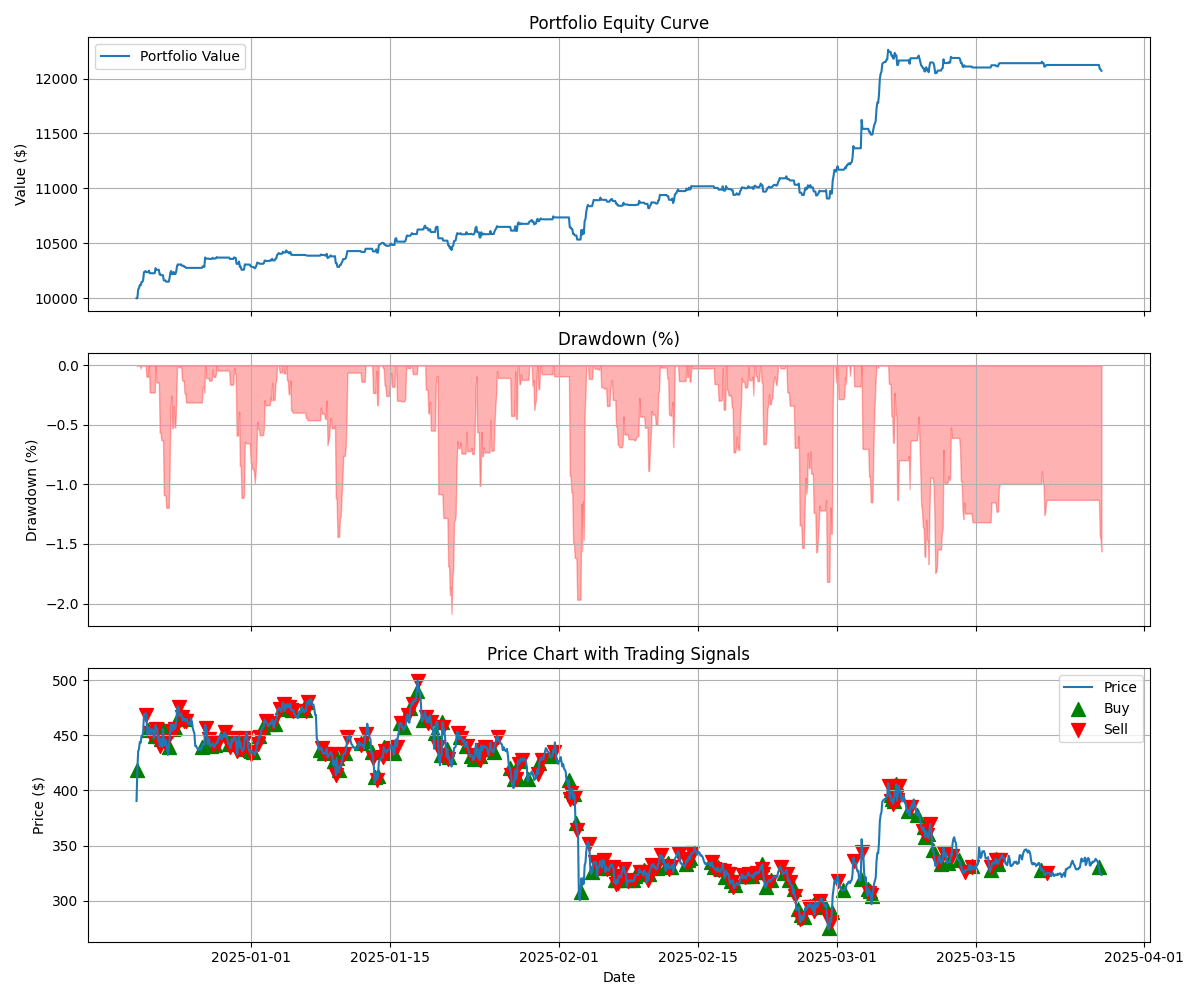 Portfolio Equity Curve
Portfolio Value
12000
11500
11000
10500
10000
Value ($)
Drawdown (%)
0.0
−0.5
−1.0
−1.5
−2.0
Drawdown (%)
Price Chart with Trading Signals
Price
Buy
Sell
500
450
400
350
300
Price ($)
2025-01-01
2025-01-15
2025-02-01
2025-02-15
2025-03-01
2025-03-15
2025-04-01
Date